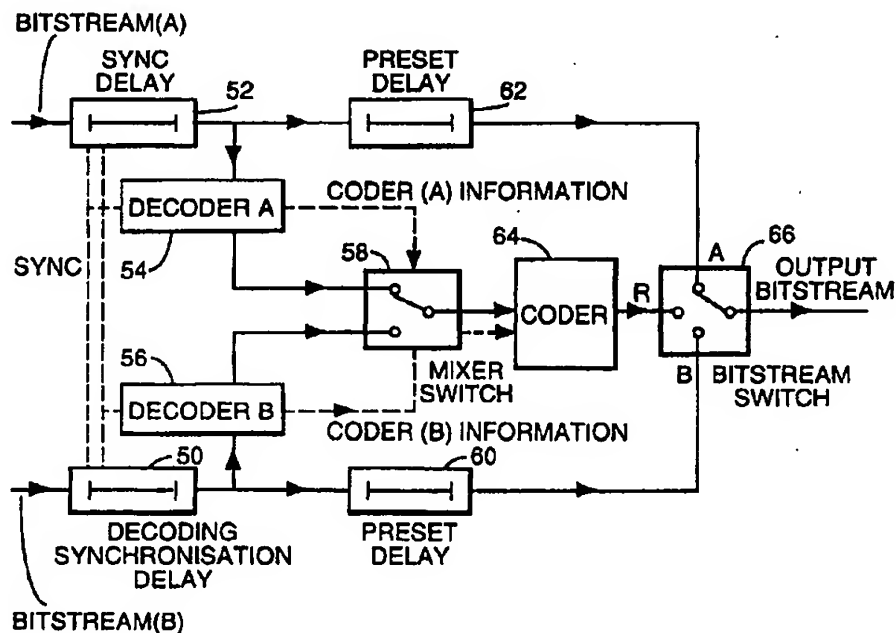 BITSTREAM(A)
SYNC
DELAY
52
PRESET
DELAY
62
DECODER A
54
CODER (A) INFORMATION
SYNC
58
64
CODER
R
A
66
OUTPUT
BITSTREAM
56
DECODER B
MIXER
SWITCH
B
BITSTREAM
SWITCH
CODER (B) INFORMATION
50
60
DECODING
SYNCHRONISATION
DELAY
PRESET
DELAY
BITSTREAM(B)